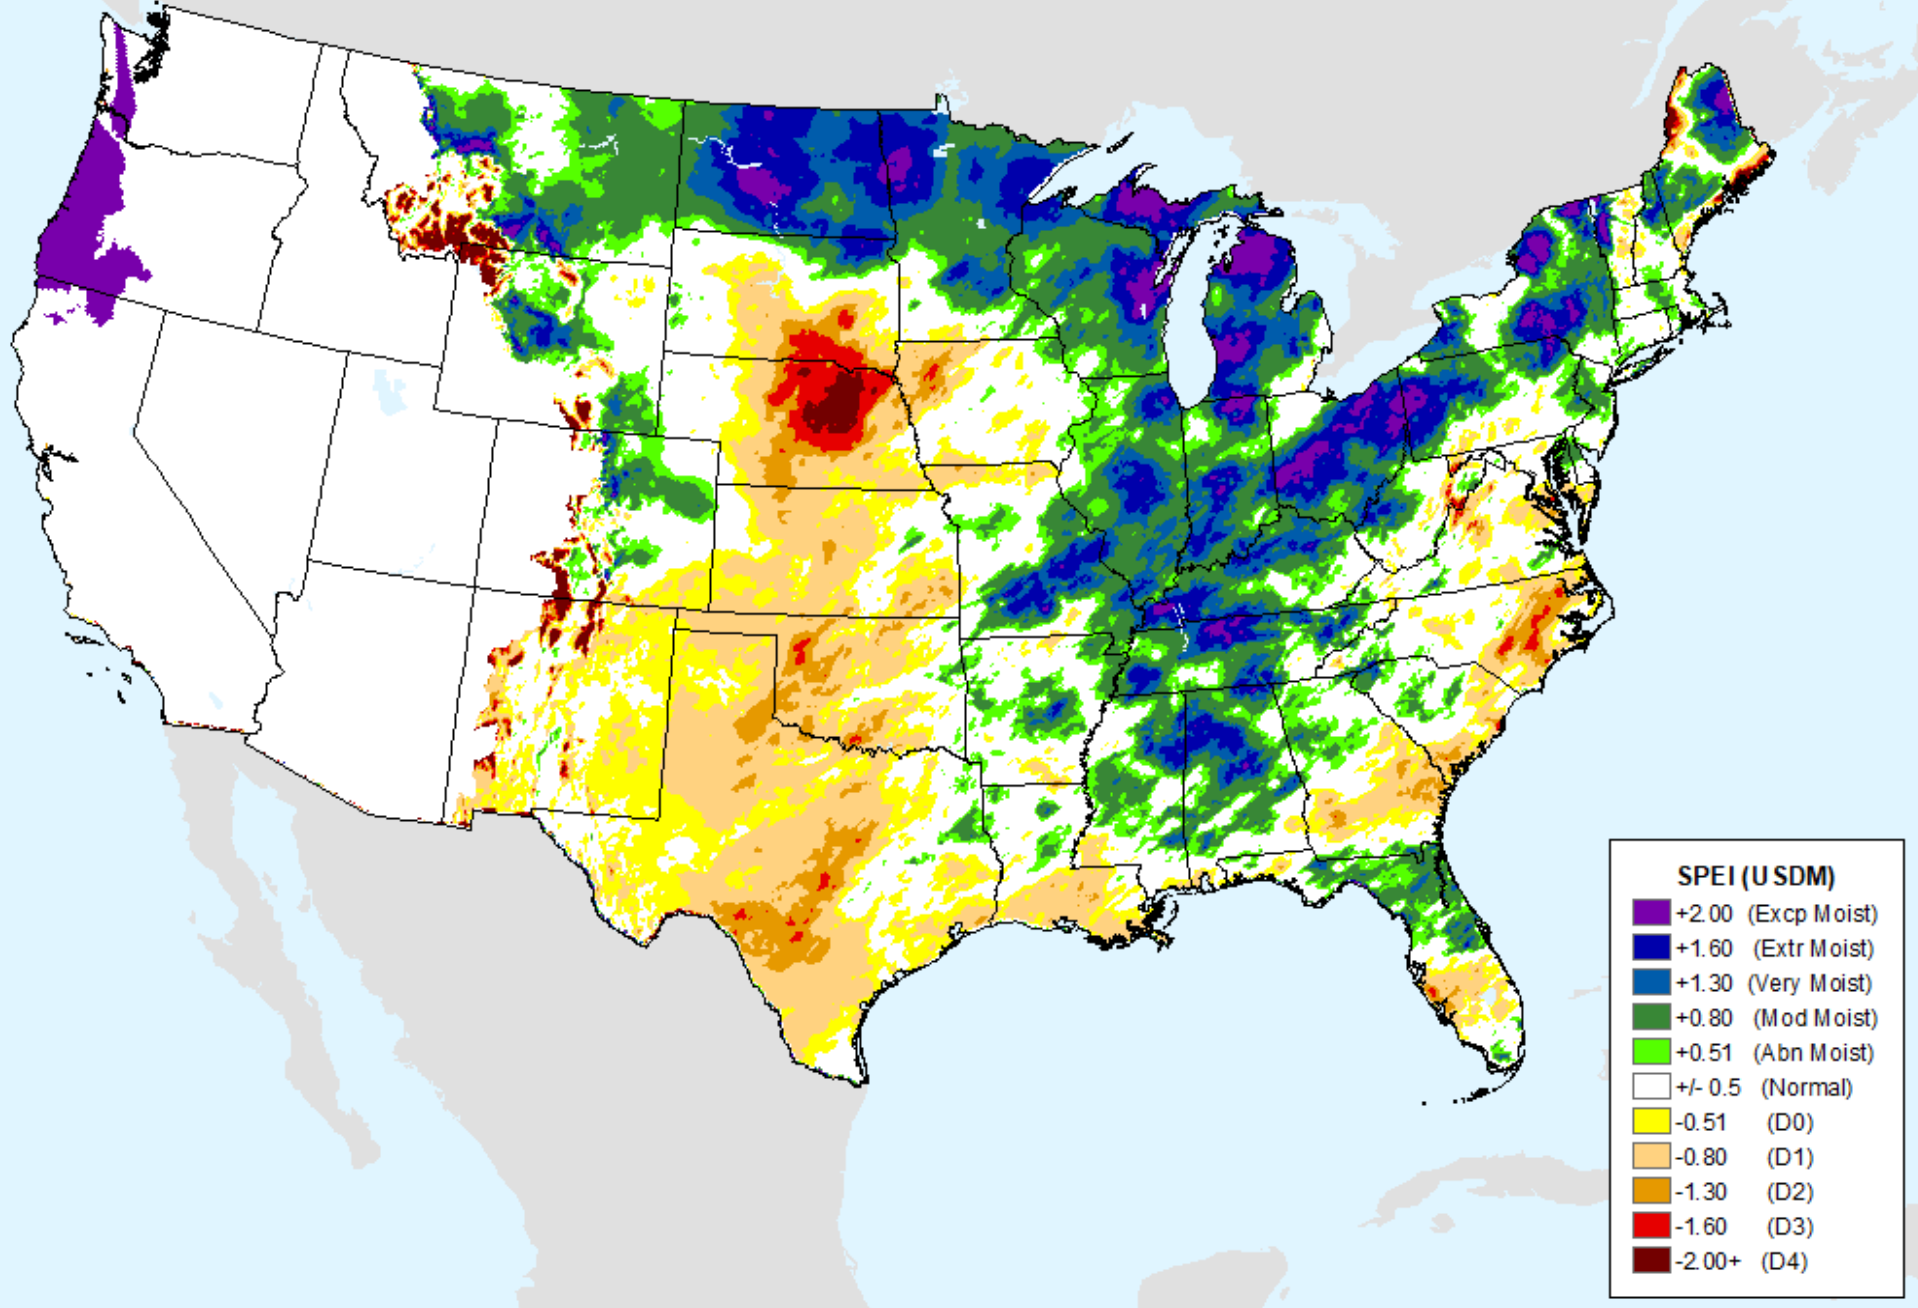 SPEI (USDM)
+2.00 (Excp Moist)
+1.60 (Extr Moist)
+1.30 (Very Moist)
+0.80 (Mod Moist)
+0.51 (Abn Moist)
+/- 0.5 (Normal)
-0.51 (D0)
-0.80 (D1)
-1.30 (D2)
-1.60 (D3)
-2.00+ (D4)